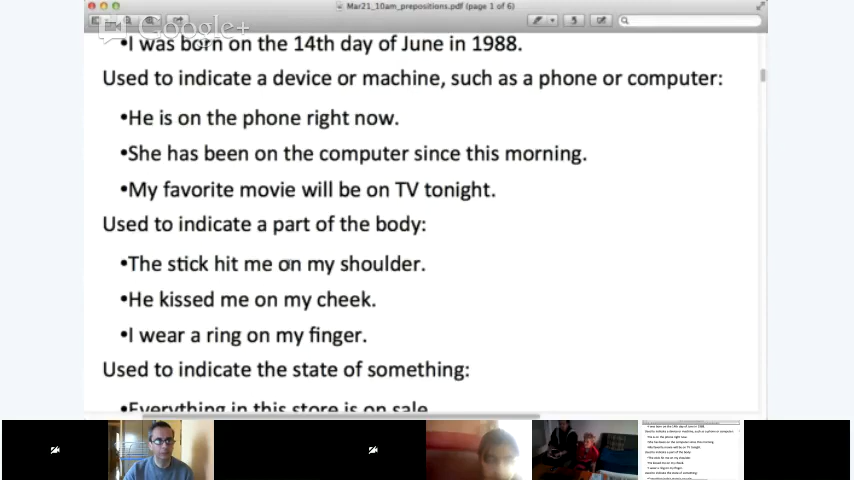 Mar21_10am_prepositions.pdf (page 1 of 6)
Google+
•I was born on the 14th day of June in 1988.
Used to indicate a device or machine, such as a phone or computer:
•He is on the phone right now.
•She has been on the computer since this morning.
•My favorite movie will be on TV tonight.
Used to indicate a part of the body:
•The stick hit me on my shoulder.
•He kissed me on my cheek.
•I wear a ring on my finger.
Used to indicate the state of something:
•Everything in this store is on sale